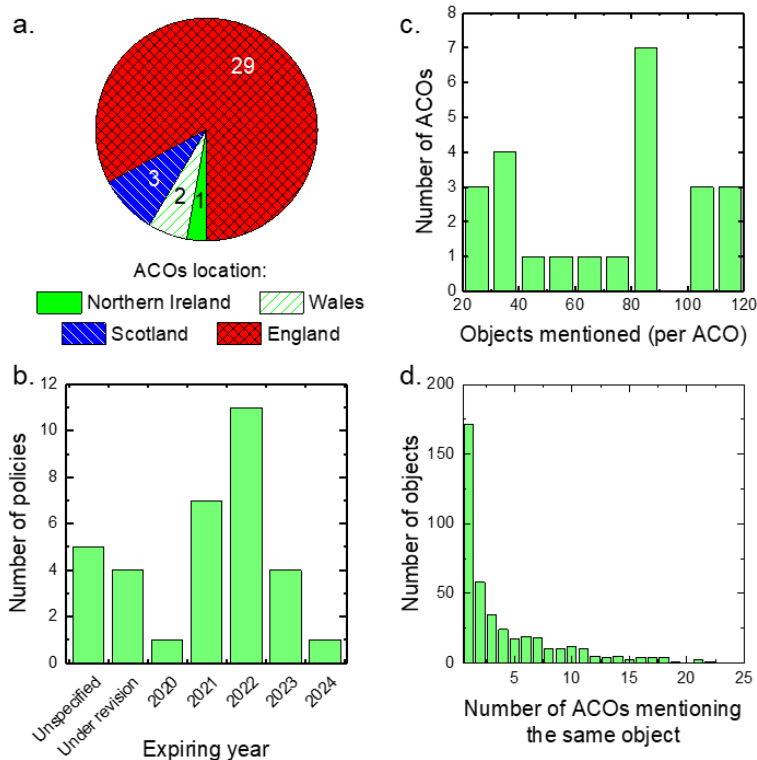 a.
29
3
2
1
ACOs location:
Northern Ireland
Wales
Scotland
England
b.
12
10
8
6
4
2
0
Number of policies
Unspecified
Under revision
2020
2021
2022
2023
2024
Expiring year
c.
8
7
6
5
4
3
2
1
0
Number of ACOs
20 40 60 80 100 120
Objects mentioned (per ACO)
d.
200
150
100
50
0
Number of objects
5 10 15 20 25
Number of ACOs mentioning
the same object